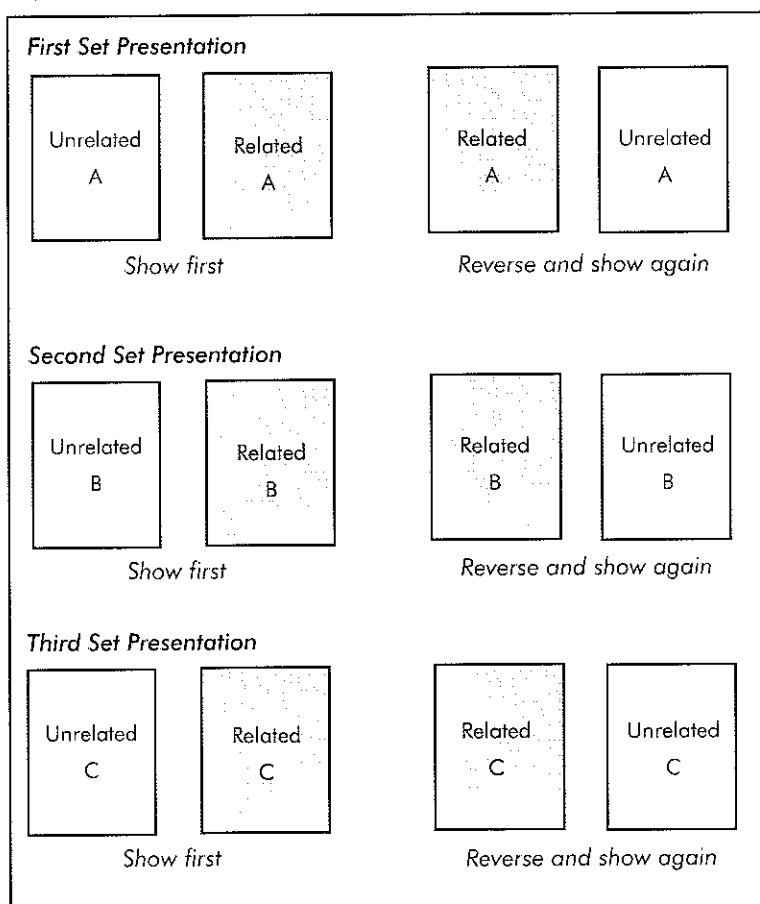 First Set Presentation
Unrelated
A
Related
A
Related
A
Unrelated
A
Show first
Reverse and show again
Second Set Presentation
Unrelated
B
Related
B
Related
B
Unrelated
B
Show first
Reverse and show again
Third Set Presentation
Unrelated
C
Related
C
Related
C
Unrelated
C
Show first
Reverse and show again